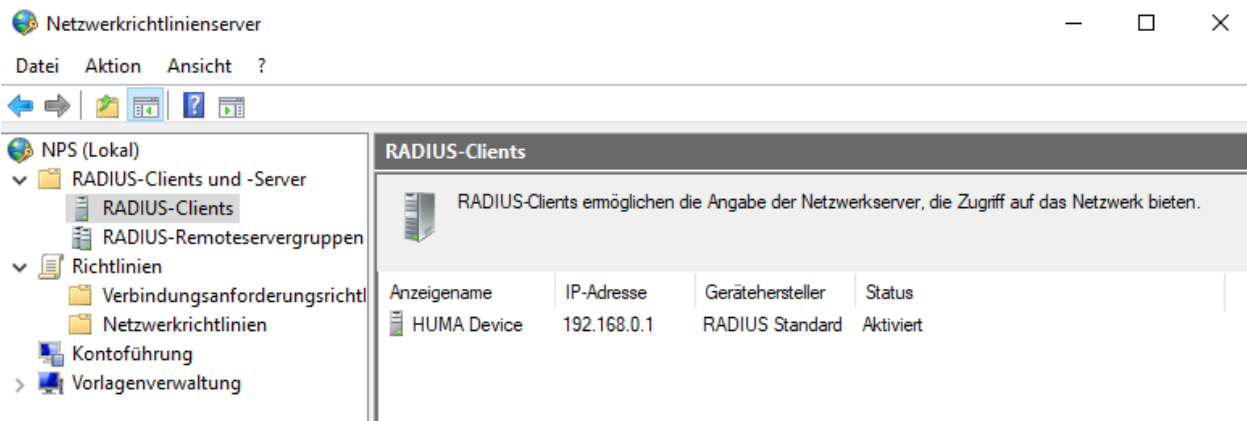 Netzwerkrichtlinienserver
Datei Aktion Ansicht ?
NPS (Lokal)
RADIUS-Clients und -Server
RADIUS-Clients
RADIUS-Remoteservergruppen
Richtlinien
Verbindungsanforderungsrichtl
Netzwerkrichtlinien
Kontoführung
Vorlagenverwaltung
RADIUS-Clients
RADIUS-Clients ermöglichen die Angabe der Netzwerkserver, die Zugriff auf das Netzwerk bieten.
Anzeigename IP-Adresse Gerätehersteller Status
HUMA Device 192.168.0.1 RADIUS Standard Aktiviert